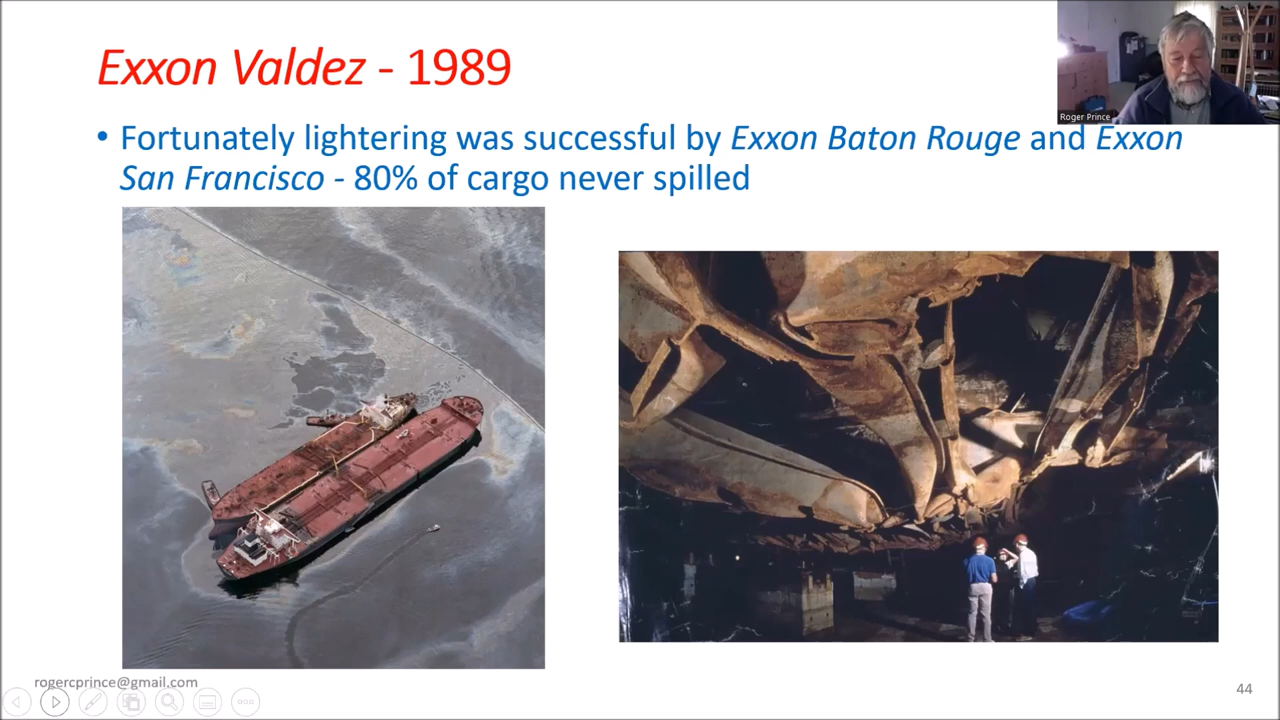 Exxon Valdez - 1989
Roger Prince
• Fortunately lightering was successful by Exxon Baton Rouge and Exxon
San Francisco - 80% of cargo never spilled
rogercprince@gmail.com
44